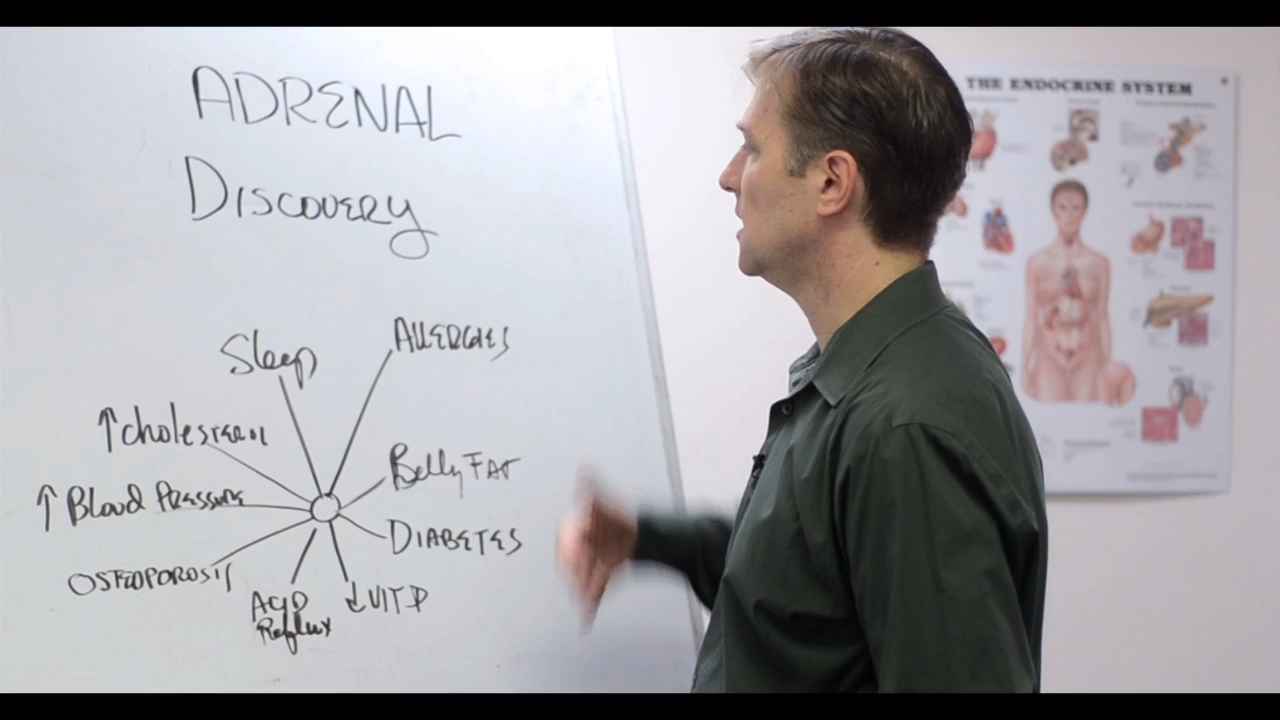 ADRENAL
DISCOVERY
Sleep
ALLERGIES
↑ Cholesterol
Belly FAT
↑ Blood Pressure
DIABETES
OSTEOPOROSIS
ACID
Reflux
↓ VIT D
THE ENDOCRINE SYSTEM